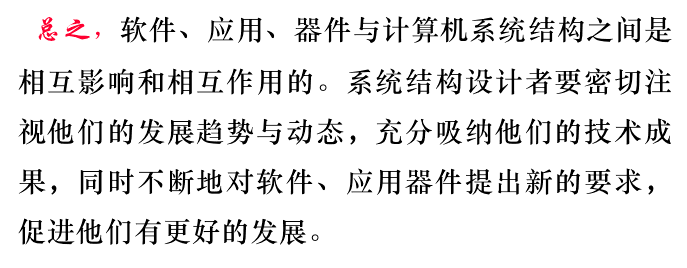 总之，软件、应用、器件与计算机系统结构之间是
相互影响和相互作用的。系统结构设计者要密切注
视他们的发展趋势与动态，充分吸纳他们的技术成
果，同时不断地对软件、应用器件提出新的要求，
促进他们有更好的发展。